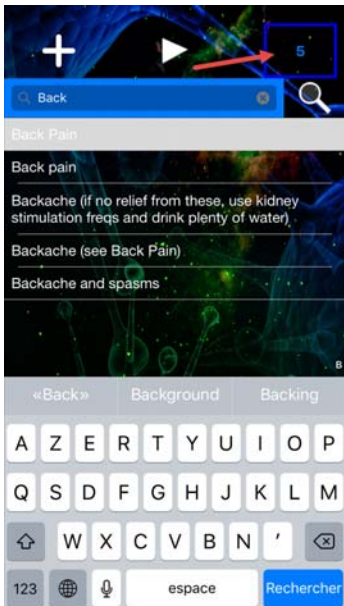 5
Back
Back Pain
Back pain
Backache (if no relief from these, use kidney
stimulation freqs and drink plenty of water)
Backache (see Back Pain)
Backache and spasms
B
«Back» Background Backing
A Z E R T Y U I O P
Q S D F G H J K L M
W X C V B N '
123 espace Rechercher